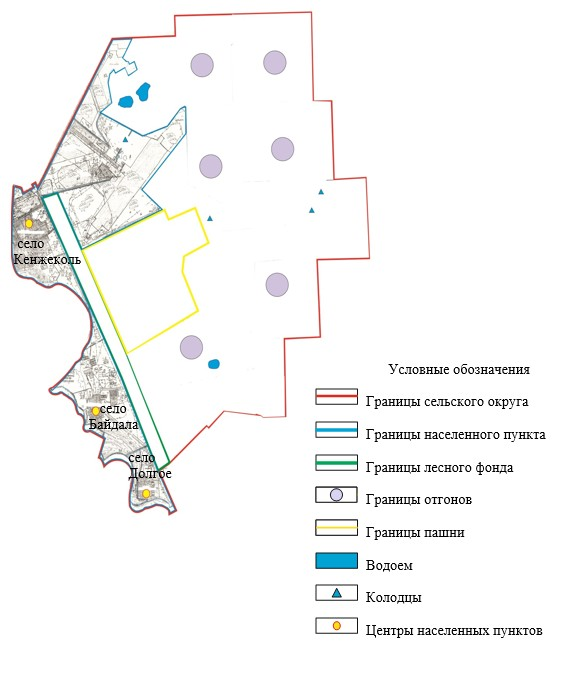 село
Кенжеколь
село
Байдала
село
Долгое
Условные обозначения
Границы сельского округа
Границы населенного пункта
Границы лесного фонда
Границы отгонов
Границы пашни
Водоем
Колодцы
Центры населенных пунктов